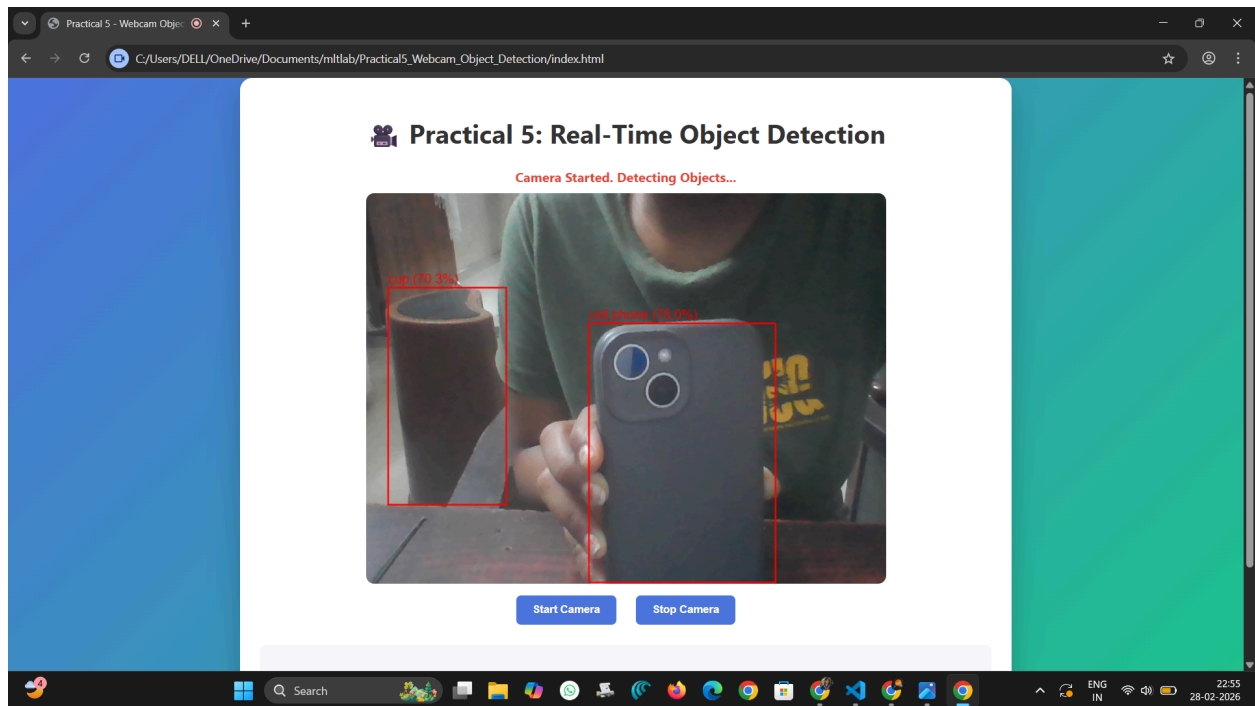 Practical 5 - Webcam Objec
C:/Users/DELL/OneDrive/Documents/mltlab/Practical5_Webcam_Object_Detection/index.html
Practical 5: Real-Time Object Detection
Camera Started. Detecting Objects...
cup (70.3%)
cell phone (78.0%)
Start Camera
Stop Camera
4
Search
ENG
IN
22:55
28-02-2026